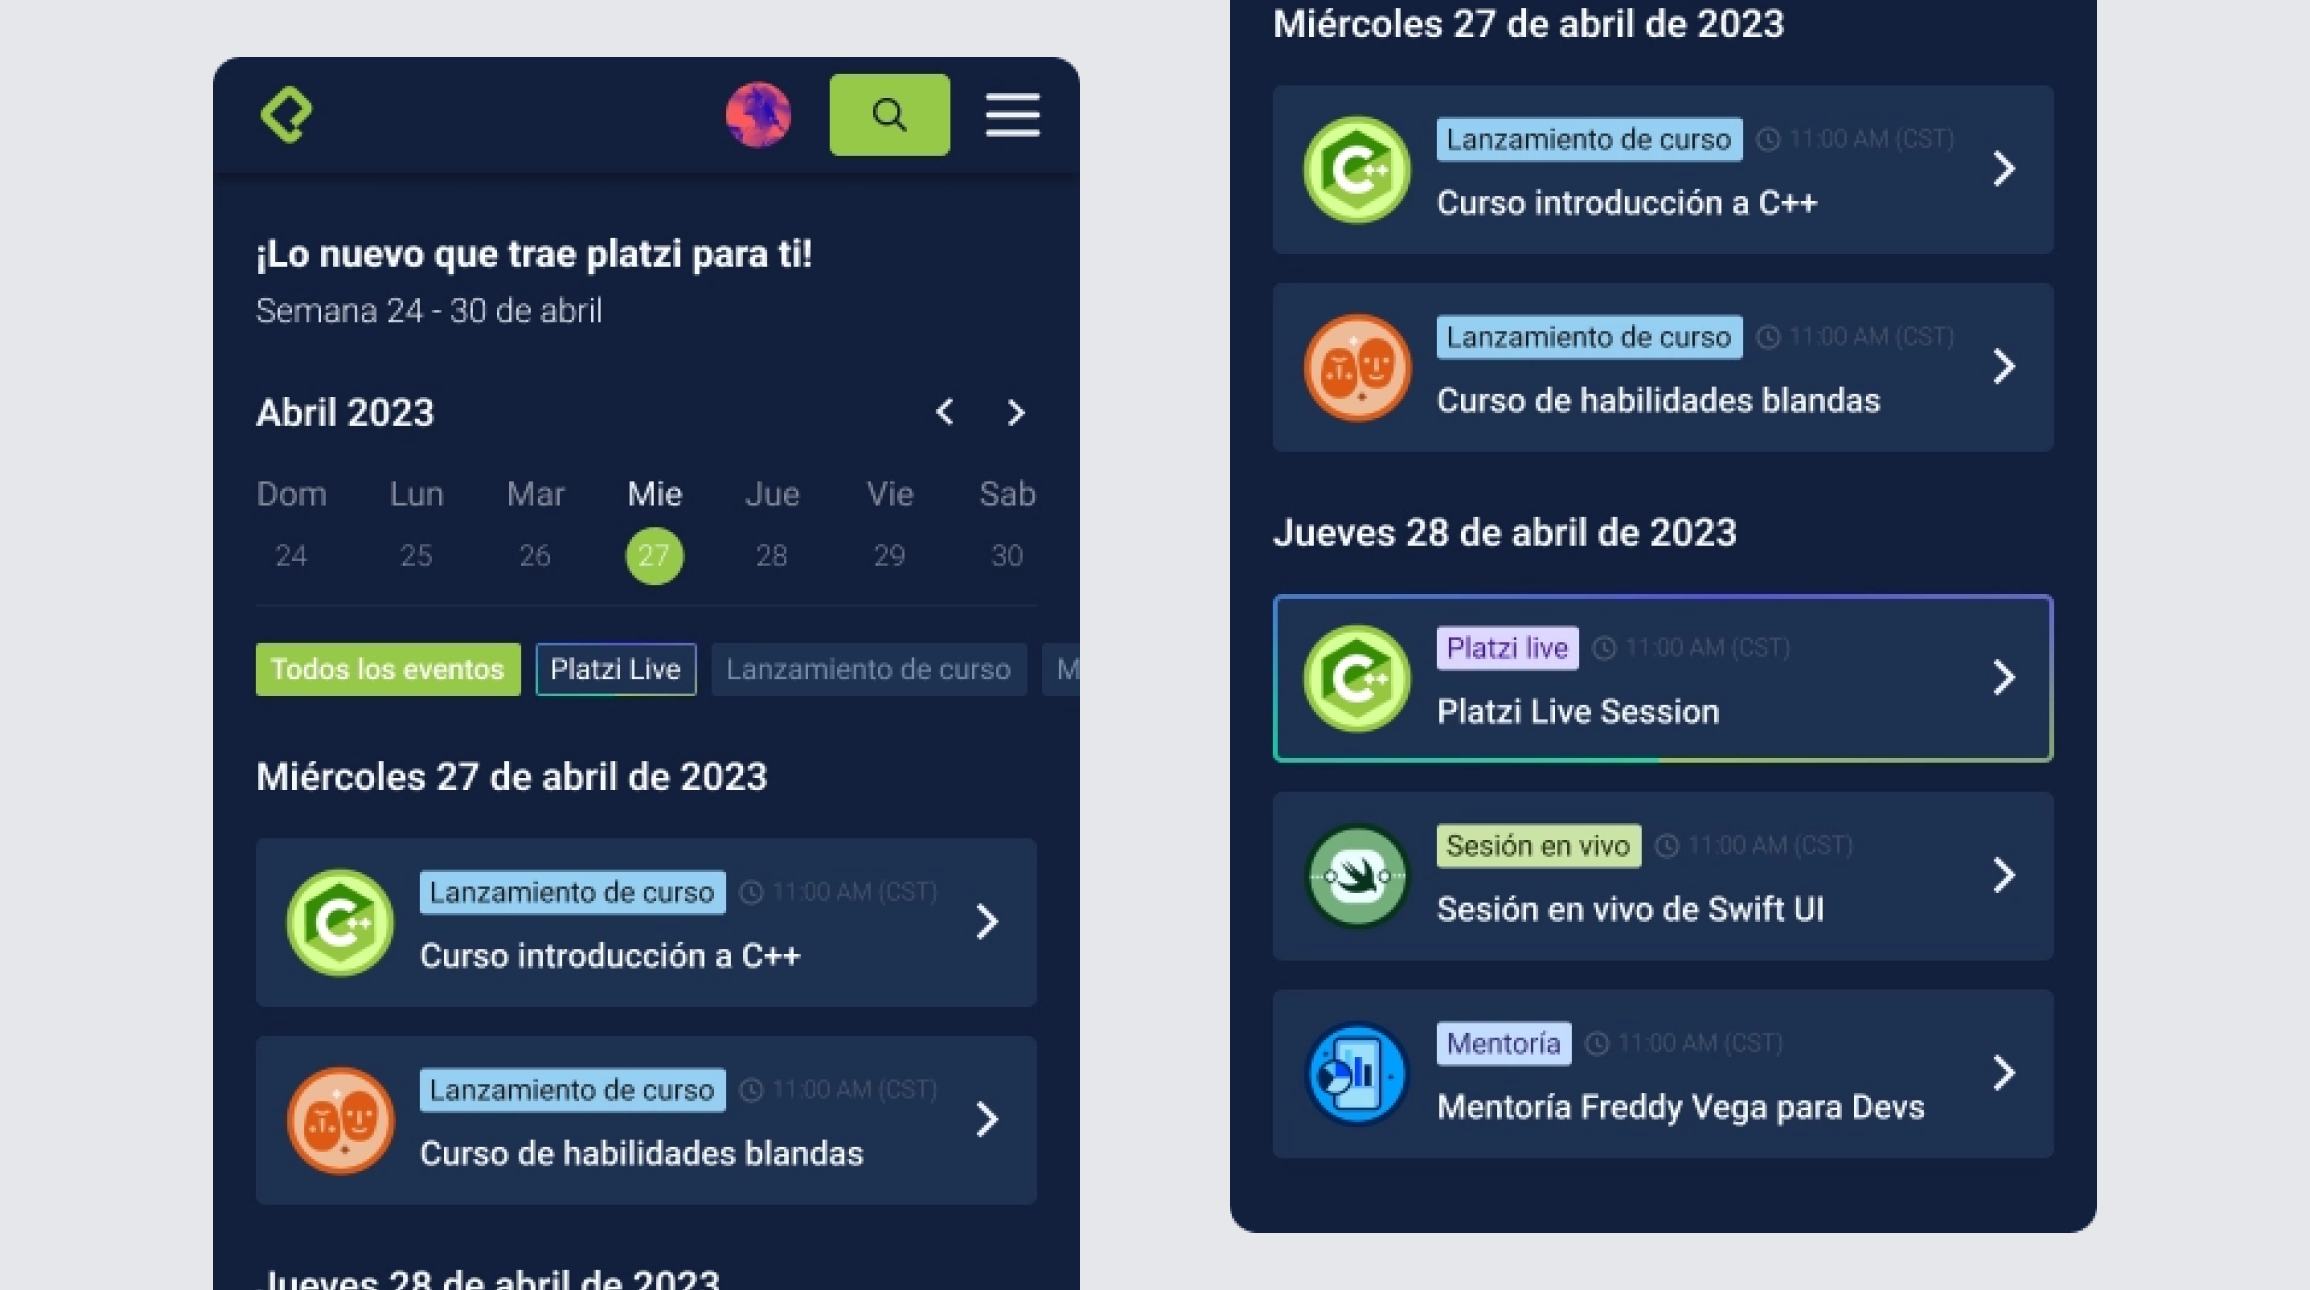 ¡Lo nuevo que trae platzi para ti!
Semana 24 - 30 de abril
Abril 2023
Dom Lun Mar Mie Jue Vie Sab
24 25 26 27 28 29 30
Todos los eventos Platzi Live Lanzamiento de curso M
Miércoles 27 de abril de 2023
C++
Lanzamiento de curso 11:00 AM (CST)
Curso introducción a C++
Lanzamiento de curso 11:00 AM (CST)
Curso de habilidades blandas
Jueves 28 de abril de 2023
Miércoles 27 de abril de 2023
C++
Lanzamiento de curso 11:00 AM (CST)
Curso introducción a C++
Lanzamiento de curso 11:00 AM (CST)
Curso de habilidades blandas
Jueves 28 de abril de 2023
C++
Platzi live 11:00 AM (CST)
Platzi Live Session
Sesión en vivo 11:00 AM (CST)
Sesión en vivo de Swift UI
Mentoría 11:00 AM (CST)
Mentoría Freddy Vega para Devs